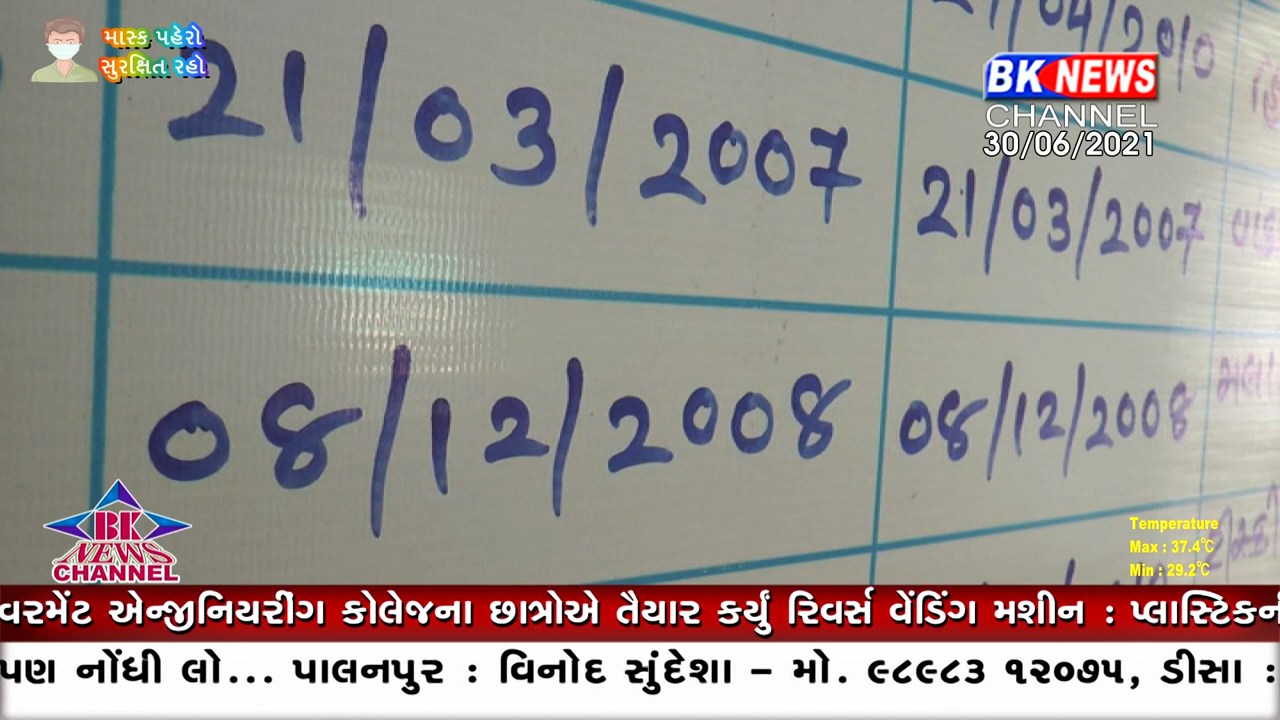 માસ્ક પહેરો
સુરક્ષિત રહો
BK NEWS
CHANNEL
30/06/2021
21/03/2007
21/03/2007
08/12/2008
08/12/2008
BK
NEWS
CHANNEL
Temperature
Max : 37.4℃
Min : 29.2℃
વરમેંટ એન્જીનિયરીંગ કોલેજના છાત્રોએ તૈયાર કર્યું રિવર્સ વેંડિંગ મશીન : પ્લાસ્ટિકની
પણ નોંધી લો... પાલનપુર : વિનોદ સુંદેશા – મો. ૯૮૯૮૩ ૧૨૦૭૫, ડીસા :